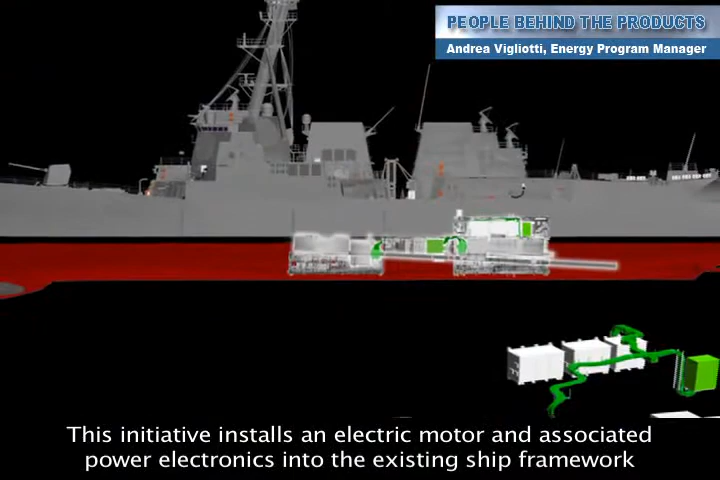 PEOPLE BEHIND THE PRODUCTS
Andrea Vigliotti, Energy Program Manager
This initiative installs an electric motor and associated
power electronics into the existing ship framework